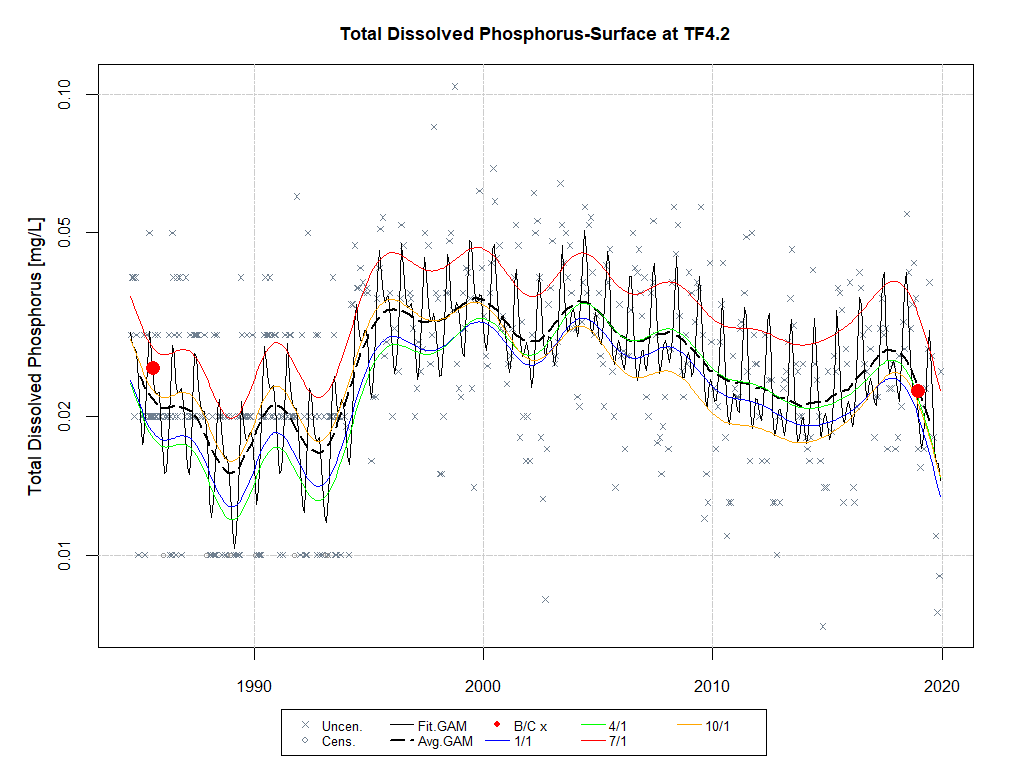 Total Dissolved Phosphorus-Surface at TF4.2
Total Dissolved Phosphorus [mg/L]
0.10
0.05
0.02
0.01
1990 2000 2010 2020
Uncen. Fit.GAM B/C x 4/1 10/1
Cens. Avg.GAM 1/1 7/1